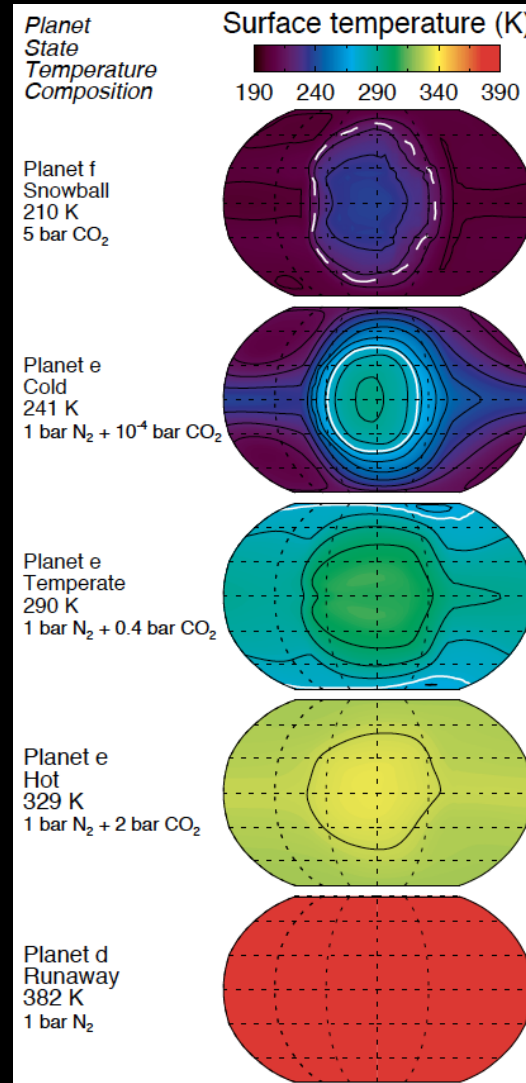 Planet
State
Temperature
Composition
Surface temperature (K)
190 240 290 340 390
Planet f
Snowball
210 K
5 bar CO₂
Planet e
Cold
241 K
1 bar N₂ + 10⁻⁴ bar CO₂
Planet e
Temperate
290 K
1 bar N₂ + 0.4 bar CO₂
Planet e
Hot
329 K
1 bar N₂ + 2 bar CO₂
Planet d
Runaway
382 K
1 bar N₂